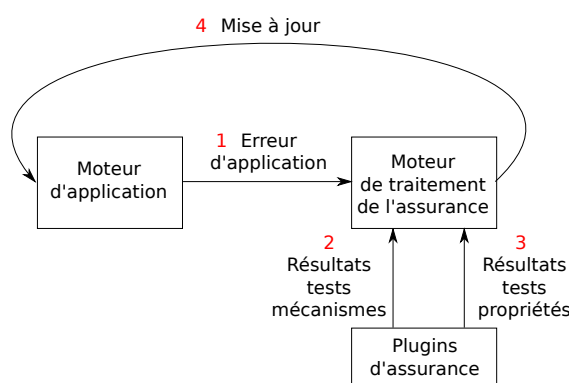 4 Mise à jour
1 Erreur
d'application
Moteur
d'application
Moteur
de traitement
de l'assurance
2
Résultats
tests
mécanismes
3
Résultats
tests
propriétés
Plugins
d'assurance